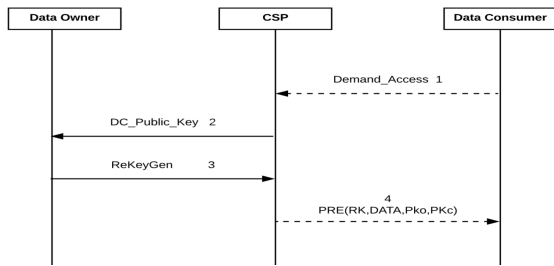 Data Owner
CSP
Data Consumer
Demand_Access 1
DC_Public_Key 2
ReKeyGen 3
4
PRE(RK,DATA,Pko,PKc)